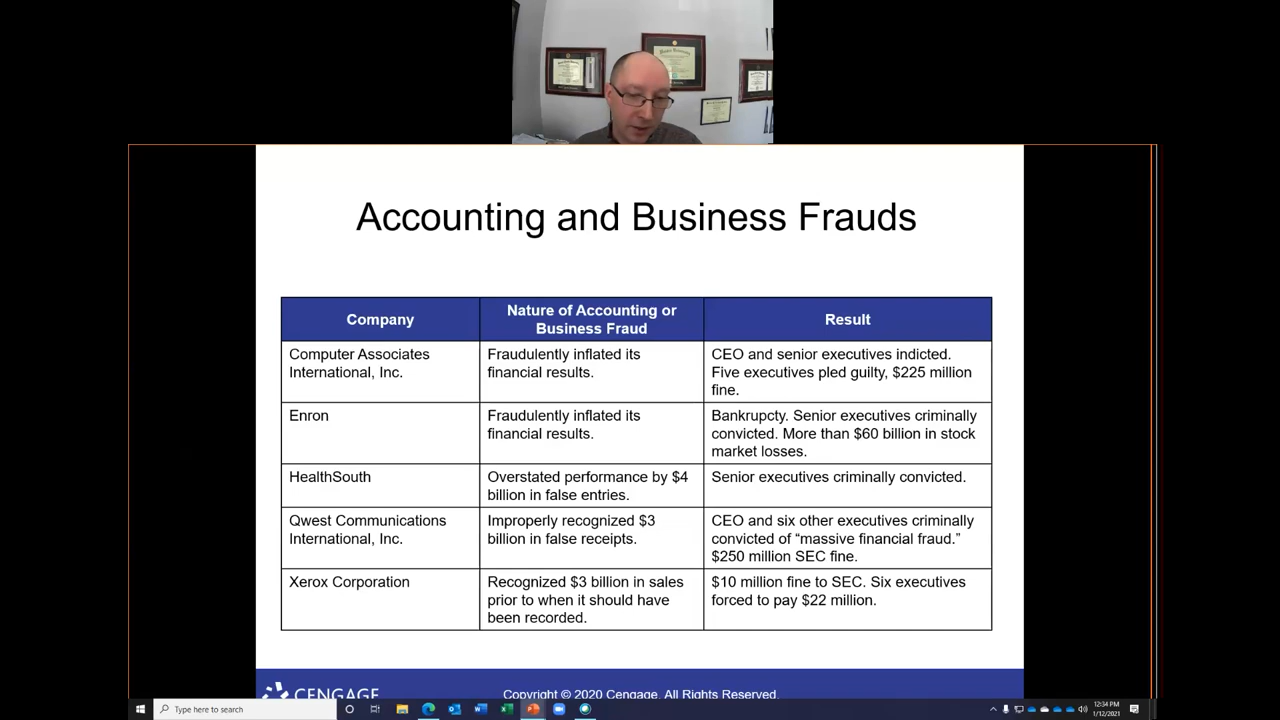 Accounting and Business Frauds
Company
Nature of Accounting or
Business Fraud
Result
Computer Associates
International, Inc.
Fraudulently inflated its
financial results.
CEO and senior executives indicted.
Five executives pled guilty, $225 million
fine.
Enron
Fraudulently inflated its
financial results.
Bankrupcty. Senior executives criminally
convicted. More than $60 billion in stock
market losses.
HealthSouth
Overstated performance by $4
billion in false entries.
Senior executives criminally convicted.
Qwest Communications
International, Inc.
Improperly recognized $3
billion in false receipts.
CEO and six other executives criminally
convicted of “massive financial fraud.”
$250 million SEC fine.
Xerox Corporation
Recognized $3 billion in sales
prior to when it should have
been recorded.
$10 million fine to SEC. Six executives
forced to pay $22 million.
CENGAGE
Copyright © 2020 Cengage. All Rights Reserved.
Type here to search
12:34 PM
1/12/2021